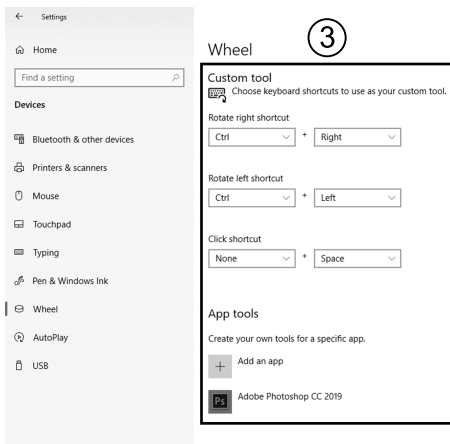 Settings
Home
Find a setting
Devices
Bluetooth & other devices
Printers & scanners
Mouse
Touchpad
Typing
Pen & Windows Ink
Wheel
AutoPlay
USB
Wheel
3
Custom tool
Choose keyboard shortcuts to use as your custom tool.
Rotate right shortcut
Ctrl + Right
Rotate left shortcut
Ctrl + Left
Click shortcut
None + Space
App tools
Create your own tools for a specific app.
+ Add an app
Ps Adobe Photoshop CC 2019